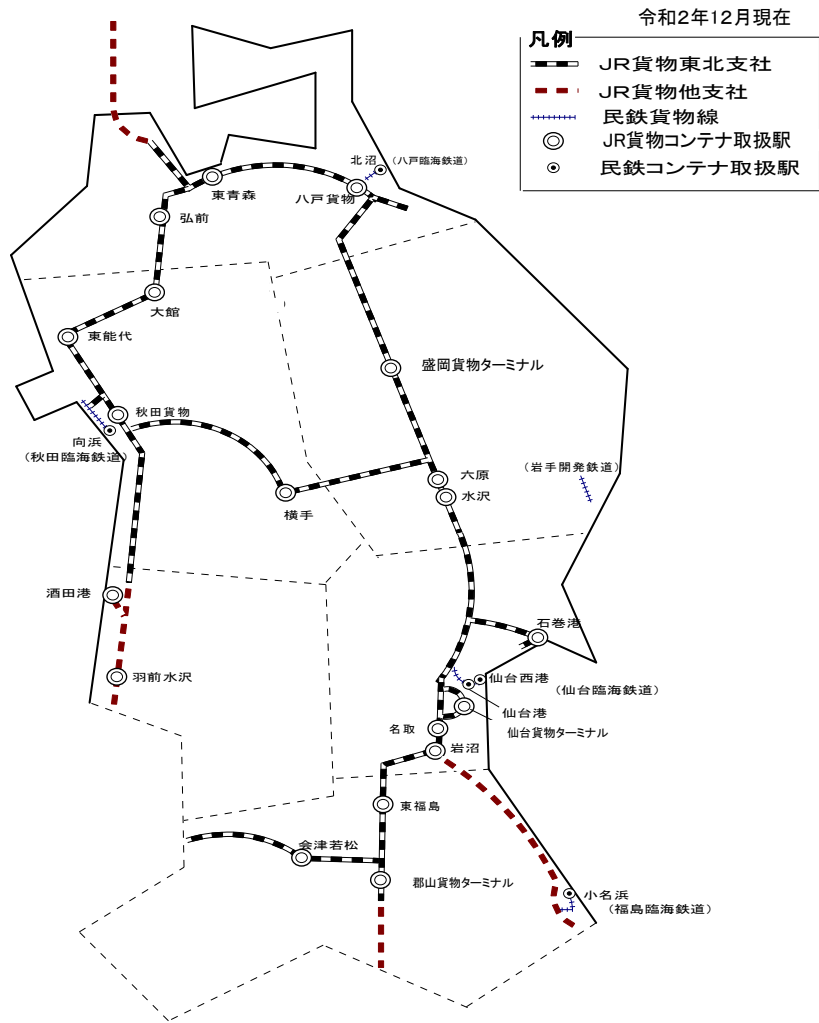 令和2年12月現在
凡例
JR貨物東北支社
JR貨物他支社
民鉄貨物線
JR貨物コンテナ取扱駅
民鉄コンテナ取扱駅
北沼 (八戸臨海鉄道)
東青森
八戸貨物
弘前
大館
東能代
盛岡貨物ターミナル
秋田貨物
向浜
(秋田臨海鉄道)
六原
(岩手開発鉄道)
水沢
横手
酒田港
石巻港
羽前水沢
仙台西港
(仙台臨海鉄道)
仙台港
名取
仙台貨物ターミナル
岩沼
東福島
会津若松
郡山貨物ターミナル
小名浜
(福島臨海鉄道)